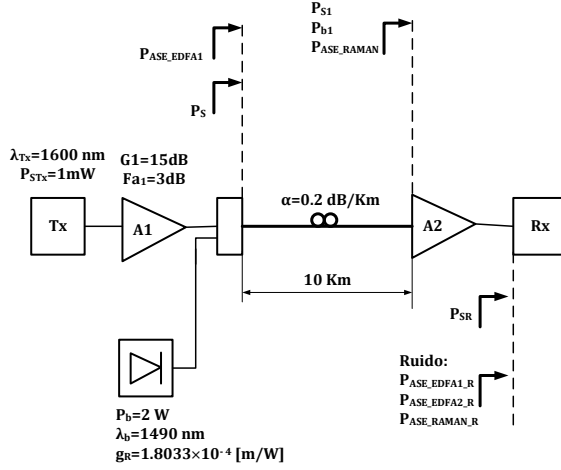 P_S1
P_b1
P_ASE_RAMAN
P_ASE_EDFA1
P_S
λ_Tx=1600 nm
P_STx=1mW
G1=15dB
Fa₁=3dB
α=0.2 dB/Km
Tx
A1
A2
Rx
10 Km
P_SR
Ruido:
P_ASE_EDFA1_R
P_ASE_EDFA2_R
P_ASE_RAMAN_R
P_b=2 W
λ_b=1490 nm
g_R=1.8033×10⁻⁴ [m/W]